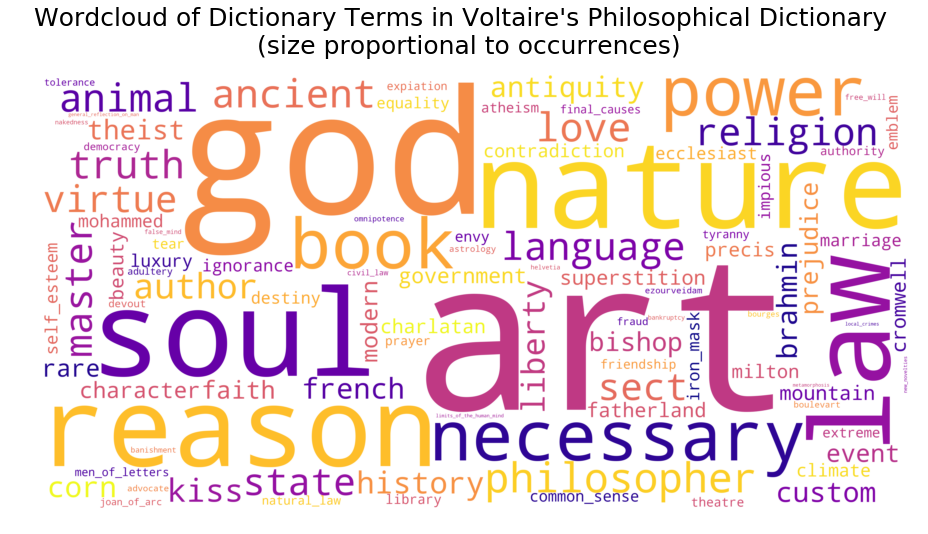 Wordcloud of Dictionary Terms in Voltaire's Philosophical Dictionary
(size proportional to occurrences)
tolerance
animal
general_reflection_on_man
nakedness
theist
democracy
truth
virtue
mohammed
false_mind
tear
ancient
expiation
equality
god
antiquity
atheism
final_causes
love
contradiction
power
free_will
religion
emblem
ecclesiast
authority
nature
impious
prejudice
omnipotence
book
envy
astrology
language
tyranny
precis
marriage
master
self_esteem
beauty
luxury
adultery
ignorance
civil_law
government
helvetia
superstition
ezourveidam
brahmin
cromwell
law
devout
author
destiny
modern
charlatan
prayer
liberty
fraud
bankruptcy
bourges
local_crimes
soul
art
bishop
iron_mask
friendship
milton
new_novelties
rare
character
faith
french
sect
metamorphosis
mountain
fatherland
boulevart
reason
limits_of_the_human_mind
necessary
extreme
event
banishment
men_of_letters
corn
advocate
joan_of_arc
kiss
state
natural_law
history
library
philosopher
common_sense
theatre
climate
custom